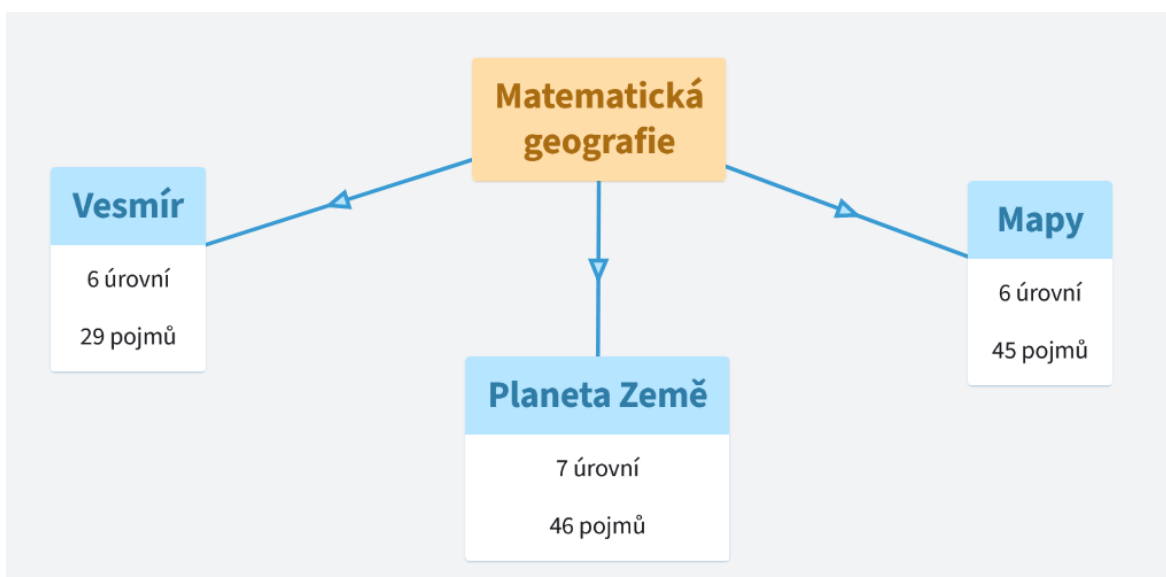 Matematická
geografie
Vesmír
6 úrovní
29 pojmů
Planeta Země
7 úrovní
46 pojmů
Mapy
6 úrovní
45 pojmů